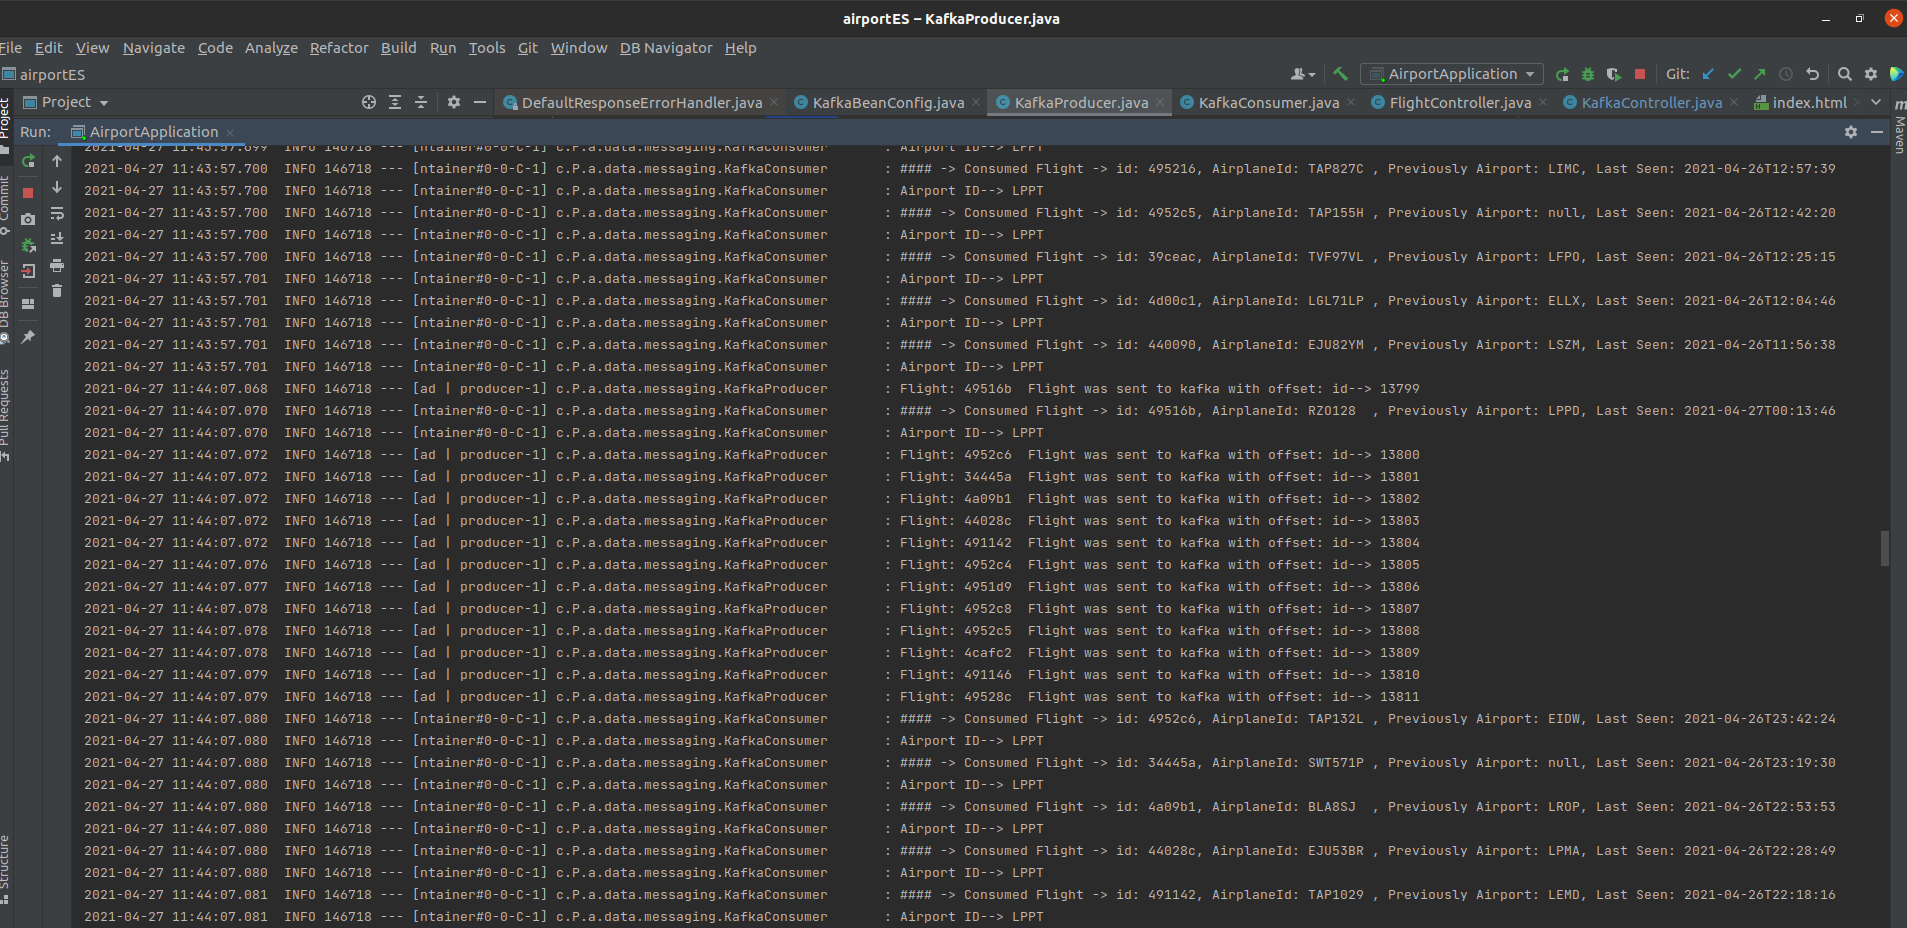 airportES – KafkaProducer.java
File Edit View Navigate Code Analyze Refactor Build Run Tools Git Window DB Navigator Help
airportES
AirportApplication
Git:
Project
DefaultResponseErrorHandler.java
KafkaBeanConfig.java
KafkaProducer.java
KafkaConsumer.java
FlightController.java
KafkaController.java
index.html
Project
Commit
DB Browser
Pull Requests
Structure
Maven
Run: AirportApplication
2021-04-27 11:43:57.699  INFO 146718 --- [ntainer#0-0-C-1] c.P.a.data.messaging.KafkaConsumer       : Airport ID--> LPPT
2021-04-27 11:43:57.700  INFO 146718 --- [ntainer#0-0-C-1] c.P.a.data.messaging.KafkaConsumer       : #### -> Consumed Flight -> id: 495216, AirplaneId: TAP827C , Previously Airport: LIMC, Last Seen: 2021-04-26T12:57:39
2021-04-27 11:43:57.700  INFO 146718 --- [ntainer#0-0-C-1] c.P.a.data.messaging.KafkaConsumer       : Airport ID--> LPPT
2021-04-27 11:43:57.700  INFO 146718 --- [ntainer#0-0-C-1] c.P.a.data.messaging.KafkaConsumer       : #### -> Consumed Flight -> id: 4952c5, AirplaneId: TAP155H , Previously Airport: null, Last Seen: 2021-04-26T12:42:20
2021-04-27 11:43:57.700  INFO 146718 --- [ntainer#0-0-C-1] c.P.a.data.messaging.KafkaConsumer       : Airport ID--> LPPT
2021-04-27 11:43:57.700  INFO 146718 --- [ntainer#0-0-C-1] c.P.a.data.messaging.KafkaConsumer       : #### -> Consumed Flight -> id: 39ceac, AirplaneId: TVF97VL , Previously Airport: LFPO, Last Seen: 2021-04-26T12:25:15
2021-04-27 11:43:57.701  INFO 146718 --- [ntainer#0-0-C-1] c.P.a.data.messaging.KafkaConsumer       : Airport ID--> LPPT
2021-04-27 11:43:57.701  INFO 146718 --- [ntainer#0-0-C-1] c.P.a.data.messaging.KafkaConsumer       : #### -> Consumed Flight -> id: 4d00c1, AirplaneId: LGL71LP , Previously Airport: ELLX, Last Seen: 2021-04-26T12:04:46
2021-04-27 11:43:57.701  INFO 146718 --- [ntainer#0-0-C-1] c.P.a.data.messaging.KafkaConsumer       : Airport ID--> LPPT
2021-04-27 11:43:57.701  INFO 146718 --- [ntainer#0-0-C-1] c.P.a.data.messaging.KafkaConsumer       : #### -> Consumed Flight -> id: 440090, AirplaneId: EJU82YM , Previously Airport: LSZM, Last Seen: 2021-04-26T11:56:38
2021-04-27 11:43:57.701  INFO 146718 --- [ntainer#0-0-C-1] c.P.a.data.messaging.KafkaConsumer       : Airport ID--> LPPT
2021-04-27 11:44:07.068  INFO 146718 --- [ad | producer-1] c.P.a.data.messaging.KafkaProducer       : Flight: 49516b  Flight was sent to kafka with offset: id--> 13799
2021-04-27 11:44:07.070  INFO 146718 --- [ntainer#0-0-C-1] c.P.a.data.messaging.KafkaConsumer       : #### -> Consumed Flight -> id: 49516b, AirplaneId: RZO128  , Previously Airport: LPPD, Last Seen: 2021-04-27T00:13:46
2021-04-27 11:44:07.070  INFO 146718 --- [ntainer#0-0-C-1] c.P.a.data.messaging.KafkaConsumer       : Airport ID--> LPPT
2021-04-27 11:44:07.072  INFO 146718 --- [ad | producer-1] c.P.a.data.messaging.KafkaProducer       : Flight: 4952c6  Flight was sent to kafka with offset: id--> 13800
2021-04-27 11:44:07.072  INFO 146718 --- [ad | producer-1] c.P.a.data.messaging.KafkaProducer       : Flight: 34445a  Flight was sent to kafka with offset: id--> 13801
2021-04-27 11:44:07.072  INFO 146718 --- [ad | producer-1] c.P.a.data.messaging.KafkaProducer       : Flight: 4a09b1  Flight was sent to kafka with offset: id--> 13802
2021-04-27 11:44:07.072  INFO 146718 --- [ad | producer-1] c.P.a.data.messaging.KafkaProducer       : Flight: 44028c  Flight was sent to kafka with offset: id--> 13803
2021-04-27 11:44:07.072  INFO 146718 --- [ad | producer-1] c.P.a.data.messaging.KafkaProducer       : Flight: 491142  Flight was sent to kafka with offset: id--> 13804
2021-04-27 11:44:07.076  INFO 146718 --- [ad | producer-1] c.P.a.data.messaging.KafkaProducer       : Flight: 4952c4  Flight was sent to kafka with offset: id--> 13805
2021-04-27 11:44:07.077  INFO 146718 --- [ad | producer-1] c.P.a.data.messaging.KafkaProducer       : Flight: 4951d9  Flight was sent to kafka with offset: id--> 13806
2021-04-27 11:44:07.078  INFO 146718 --- [ad | producer-1] c.P.a.data.messaging.KafkaProducer       : Flight: 4952c8  Flight was sent to kafka with offset: id--> 13807
2021-04-27 11:44:07.078  INFO 146718 --- [ad | producer-1] c.P.a.data.messaging.KafkaProducer       : Flight: 4952c5  Flight was sent to kafka with offset: id--> 13808
2021-04-27 11:44:07.078  INFO 146718 --- [ad | producer-1] c.P.a.data.messaging.KafkaProducer       : Flight: 4cafc2  Flight was sent to kafka with offset: id--> 13809
2021-04-27 11:44:07.079  INFO 146718 --- [ad | producer-1] c.P.a.data.messaging.KafkaProducer       : Flight: 491146  Flight was sent to kafka with offset: id--> 13810
2021-04-27 11:44:07.079  INFO 146718 --- [ad | producer-1] c.P.a.data.messaging.KafkaProducer       : Flight: 49528c  Flight was sent to kafka with offset: id--> 13811
2021-04-27 11:44:07.080  INFO 146718 --- [ntainer#0-0-C-1] c.P.a.data.messaging.KafkaConsumer       : #### -> Consumed Flight -> id: 4952c6, AirplaneId: TAP132L , Previously Airport: EIDW, Last Seen: 2021-04-26T23:42:24
2021-04-27 11:44:07.080  INFO 146718 --- [ntainer#0-0-C-1] c.P.a.data.messaging.KafkaConsumer       : Airport ID--> LPPT
2021-04-27 11:44:07.080  INFO 146718 --- [ntainer#0-0-C-1] c.P.a.data.messaging.KafkaConsumer       : #### -> Consumed Flight -> id: 34445a, AirplaneId: SWT571P , Previously Airport: null, Last Seen: 2021-04-26T23:19:30
2021-04-27 11:44:07.080  INFO 146718 --- [ntainer#0-0-C-1] c.P.a.data.messaging.KafkaConsumer       : Airport ID--> LPPT
2021-04-27 11:44:07.080  INFO 146718 --- [ntainer#0-0-C-1] c.P.a.data.messaging.KafkaConsumer       : #### -> Consumed Flight -> id: 4a09b1, AirplaneId: BLA8SJ  , Previously Airport: LROP, Last Seen: 2021-04-26T22:53:53
2021-04-27 11:44:07.080  INFO 146718 --- [ntainer#0-0-C-1] c.P.a.data.messaging.KafkaConsumer       : Airport ID--> LPPT
2021-04-27 11:44:07.080  INFO 146718 --- [ntainer#0-0-C-1] c.P.a.data.messaging.KafkaConsumer       : #### -> Consumed Flight -> id: 44028c, AirplaneId: EJU53BR , Previously Airport: LPMA, Last Seen: 2021-04-26T22:28:49
2021-04-27 11:44:07.080  INFO 146718 --- [ntainer#0-0-C-1] c.P.a.data.messaging.KafkaConsumer       : Airport ID--> LPPT
2021-04-27 11:44:07.081  INFO 146718 --- [ntainer#0-0-C-1] c.P.a.data.messaging.KafkaConsumer       : #### -> Consumed Flight -> id: 491142, AirplaneId: TAP1029 , Previously Airport: LEMD, Last Seen: 2021-04-26T22:18:16
2021-04-27 11:44:07.081  INFO 146718 --- [ntainer#0-0-C-1] c.P.a.data.messaging.KafkaConsumer       : Airport ID--> LPPT